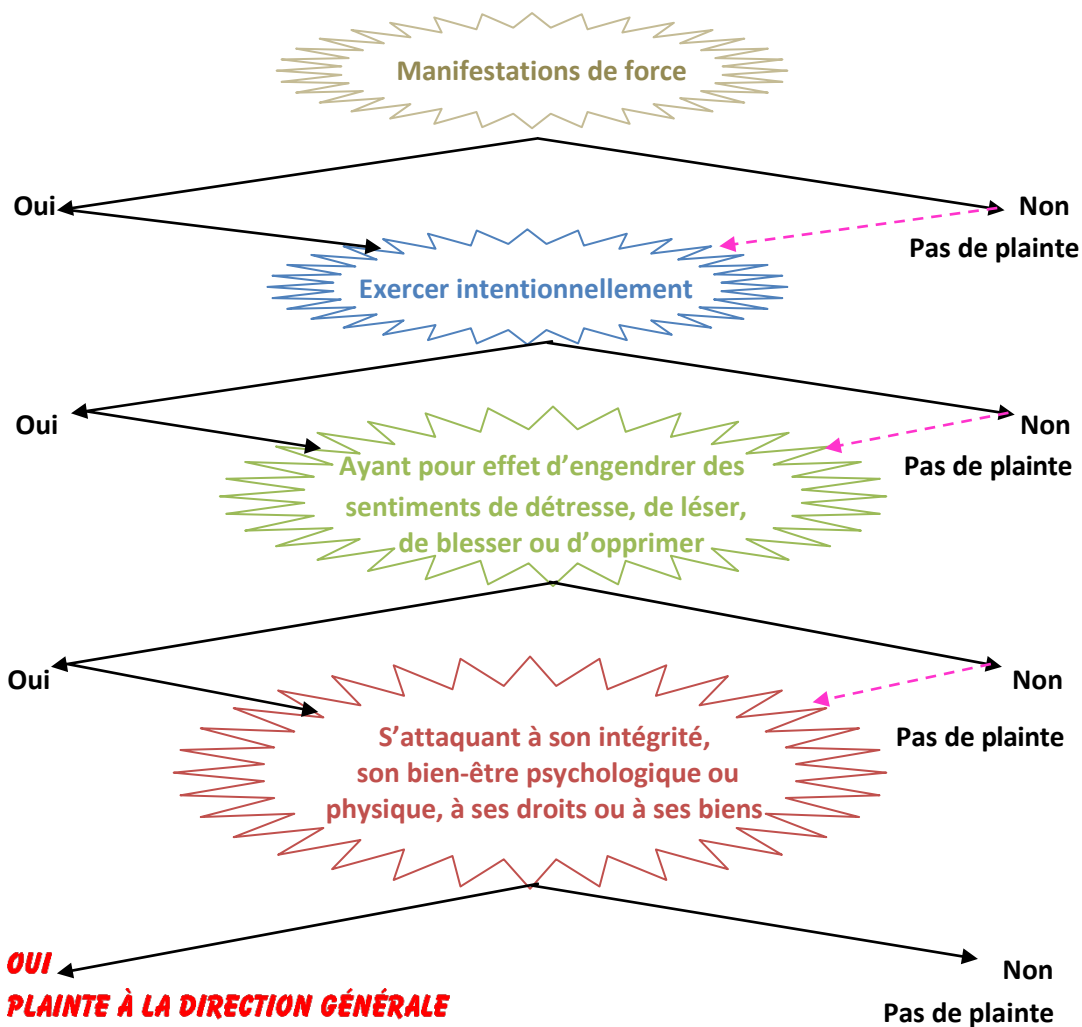 Manifestations de force
Oui
Non
Pas de plainte
Exercer intentionnellement
Oui
Non
Pas de plainte
Ayant pour effet d'engendrer des
sentiments de détresse, de léser,
de blesser ou d'opprimer
Oui
Non
Pas de plainte
S'attaquant à son intégrité,
son bien-être psychologique ou
physique, à ses droits ou à ses biens
OUI
PLAINTE À LA DIRECTION GÉNÉRALE
Non
Pas de plainte